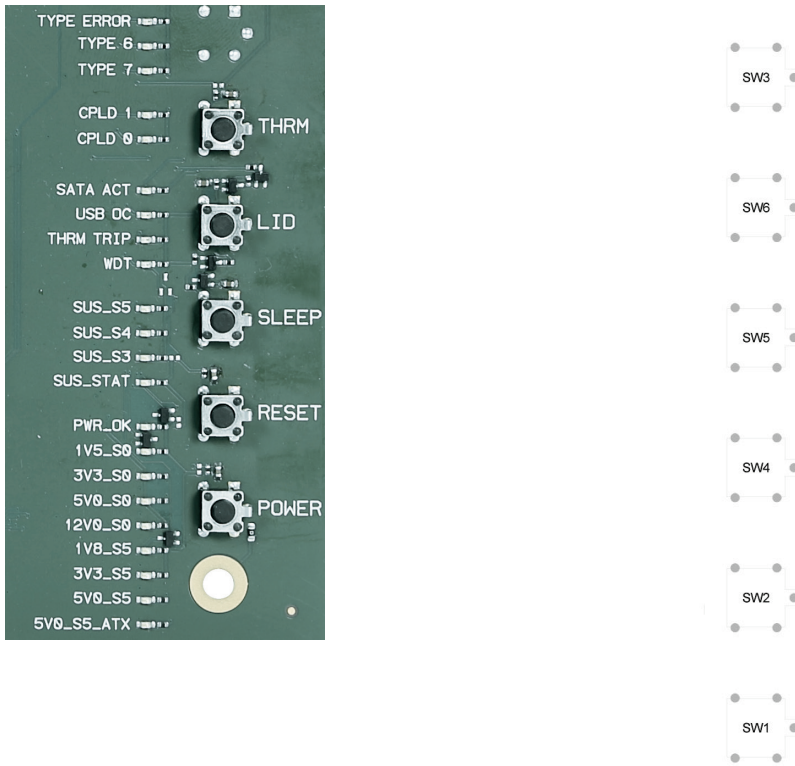 TYPE ERROR
TYPE 6
TYPE 7
CPLD 1
CPLD 0
THRM
SATA ACT
USB OC
THRM TRIP
WDT
LID
SUS_S5
SUS_S4
SUS_S3
SUS_STAT
SLEEP
PWR_OK
1V5_S0
3V3_S0
5V0_S0
12V0_S0
1V8_S5
3V3_S5
5V0_S5
5V0_S5_ATX
RESET
POWER
SW3
SW6
SW5
SW4
SW2
SW1